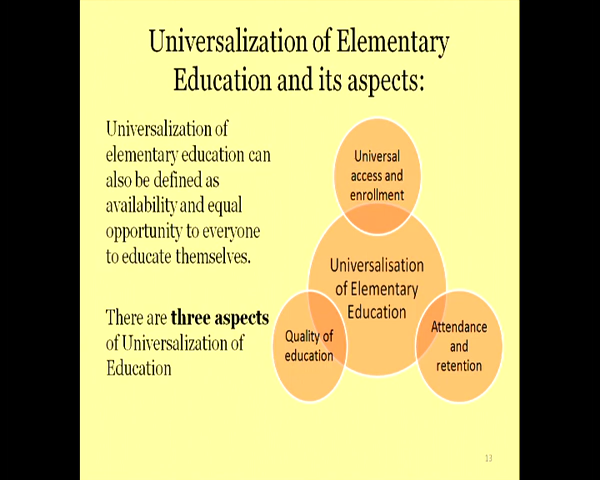 Universalization of Elementary
Education and its aspects:
Universalization of
elementary education can
also be defined as
availability and equal
opportunity to everyone
to educate themselves.
There are three aspects
of Universalization of
Education
Universal
access and
enrollment
Universalisation
of Elementary
Education
Quality of
education
Attendance
and
retention
13